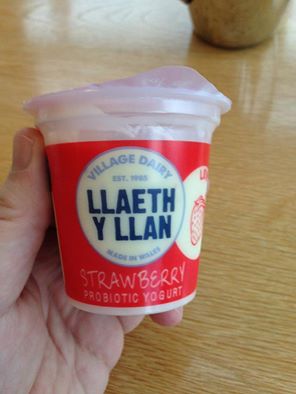 VILLAGE DAIRY
EST. 1985
LLAETH
Y LLAN
MADE IN WALES
STRAWBERRY
PROBIOTIC YOGURT